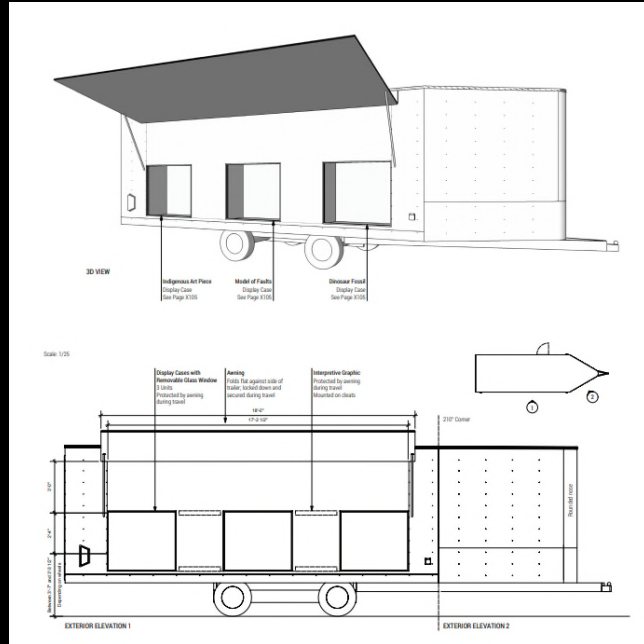 3D VIEW
Indigenous Art Piece
Display Case
See Page X105
Model of Faults
Display Case
See Page X105
Dinosaur Fossil
Display Case
See Page X105
Scale: 1/25
Display Cases with
Removable Glass Window
3 Units
Protected by awning
during travel
Awning
Folds flat against side of
trailer, locked down and
secured during travel
Interpretive Graphic
Protected by awning
during travel
Mounted on cleats
1
2
210° Corner
Rounded nose
Depending on wheels
EXTERIOR ELEVATION 1
EXTERIOR ELEVATION 2